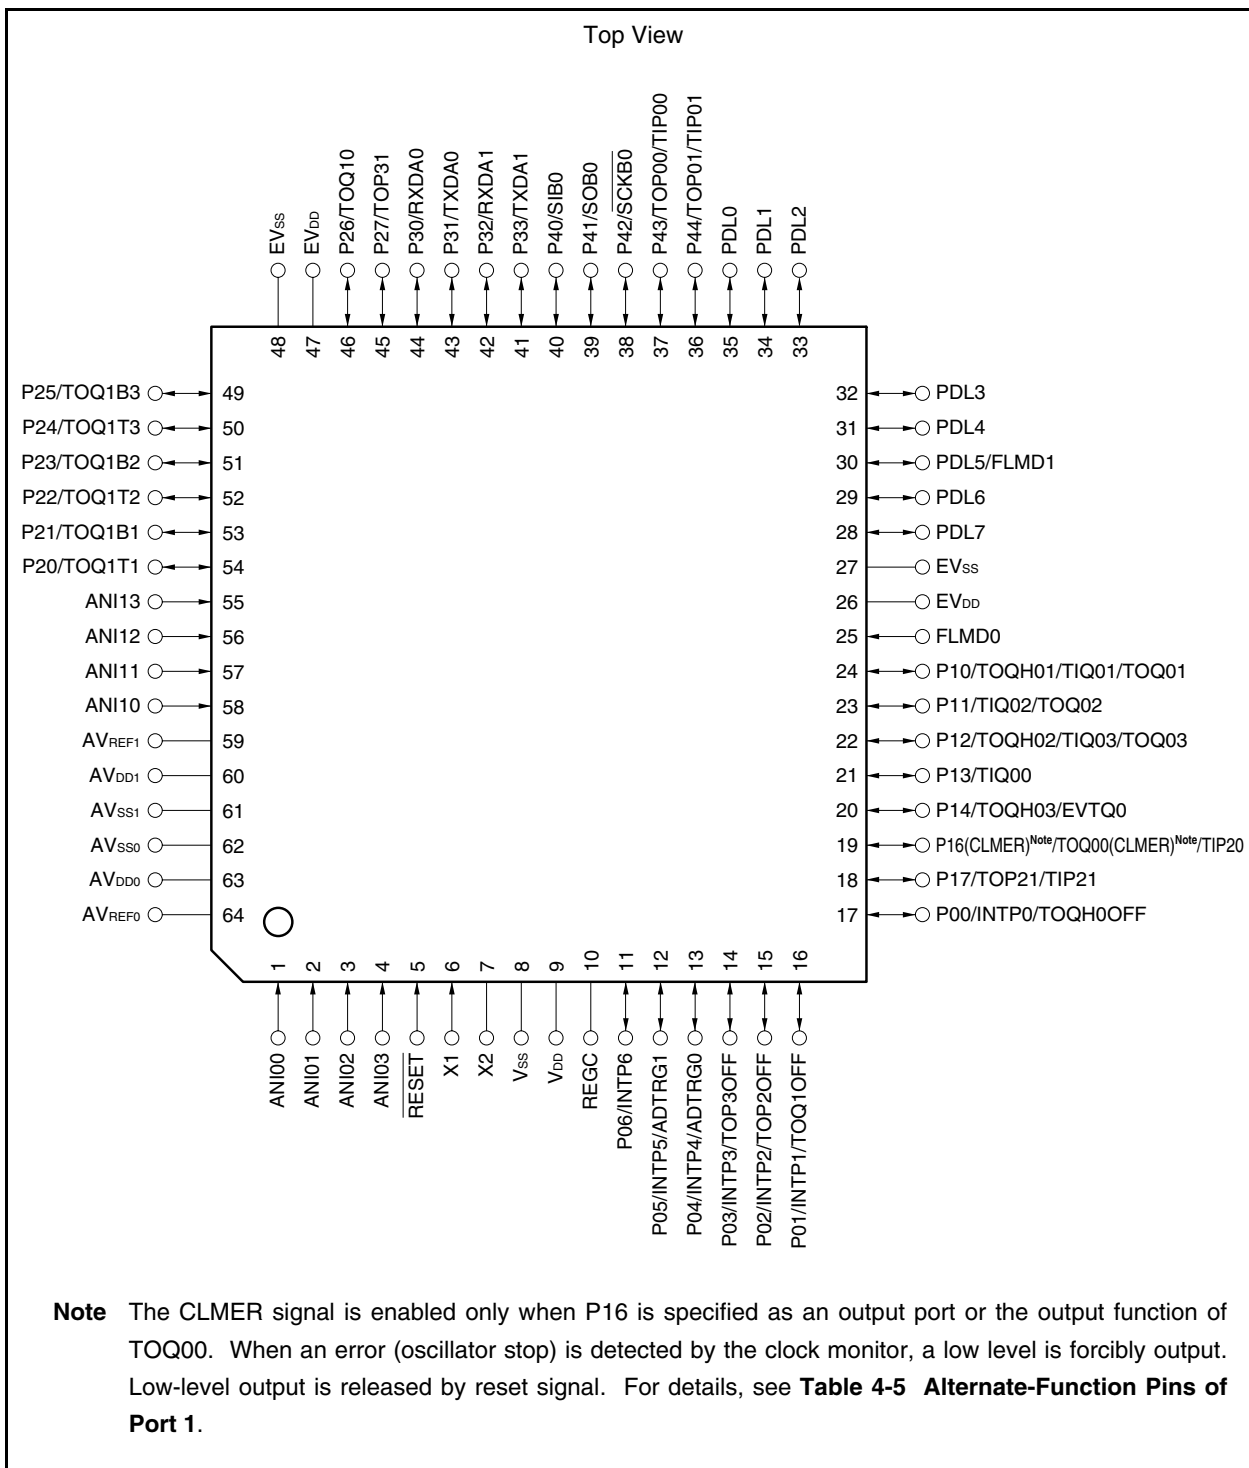 Top View
EVSS
EVDD
P26/TOQ10
P27/TOP31
P30/RXDA0
P31/TXDA0
P32/RXDA1
P33/TXDA1
P40/SIB0
P41/SOB0
P42/SCKB0
P43/TOP00/TIP00
P44/TOP01/TIP01
PDL0
PDL1
PDL2
48
47
46
45
44
43
42
41
40
39
38
37
36
35
34
33
P25/TOQ1B3 49
P24/TOQ1T3 50
P23/TOQ1B2 51
P22/TOQ1T2 52
P21/TOQ1B1 53
P20/TOQ1T1 54
ANI13 55
ANI12 56
ANI11 57
ANI10 58
AVREF1 59
AVDD1 60
AVSS1 61
AVSS0 62
AVDD0 63
AVREF0 64
32 PDL3
31 PDL4
30 PDL5/FLMD1
29 PDL6
28 PDL7
27 EVSS
26 EVDD
25 FLMD0
24 P10/TOQH01/TIQ01/TOQ01
23 P11/TIQ02/TOQ02
22 P12/TOQH02/TIQ03/TOQ03
21 P13/TIQ00
20 P14/TOQH03/EVTQ0
19 P16(CLMER)Note/TOQ00(CLMER)Note/TIP20
18 P17/TOP21/TIP21
17 P00/INTP0/TOQH0OFF
1
2
3
4
5
6
7
8
9
10
11
12
13
14
15
16
ANI00
ANI01
ANI02
ANI03
RESET
X1
X2
VSS
VDD
REGC
P06/INTP6
P05/INTP5/ADTRG1
P04/INTP4/ADTRG0
P03/INTP3/TOP3OFF
P02/INTP2/TOP2OFF
P01/INTP1/TOQ1OFF
Note The CLMER signal is enabled only when P16 is specified as an output port or the output function of
TOQ00. When an error (oscillator stop) is detected by the clock monitor, a low level is forcibly output.
Low-level output is released by reset signal. For details, see Table 4-5 Alternate-Function Pins of
Port 1.